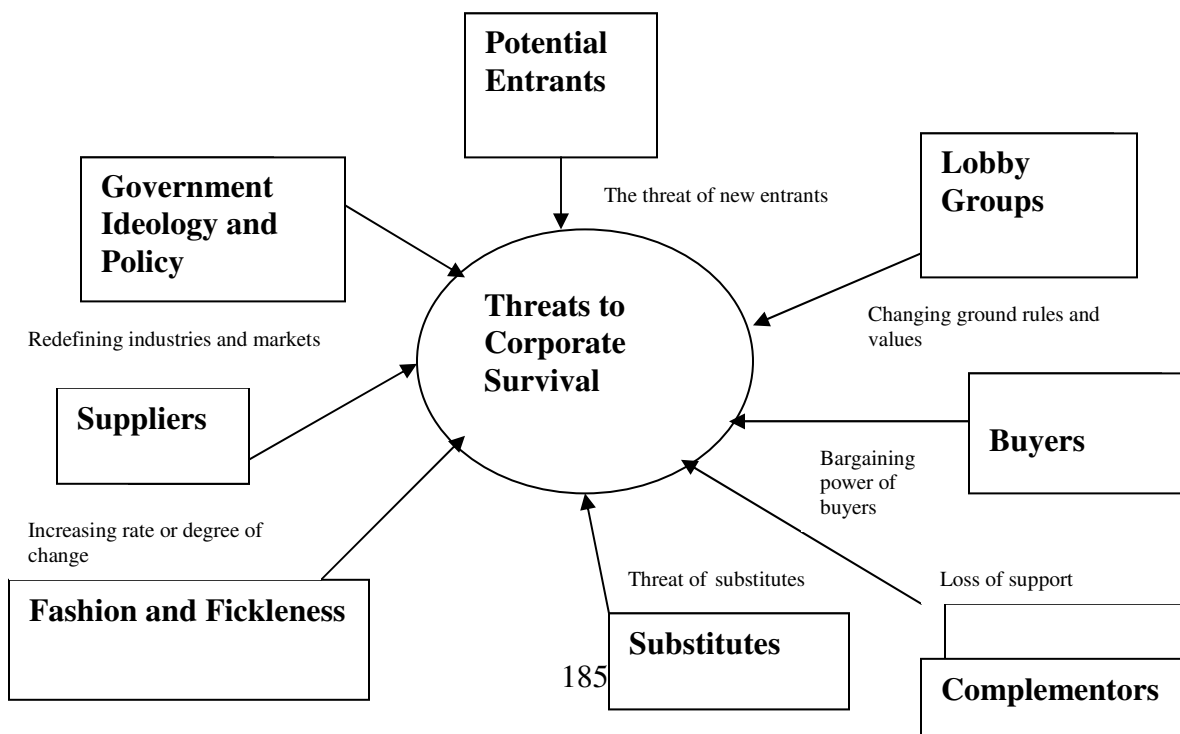 Potential
Entrants
Lobby
Groups
Government
Ideology and
Policy
The threat of new entrants
Threats to
Corporate
Survival
Changing ground rules and
values
Redefining industries and markets
Suppliers
Buyers
Bargaining
power of
buyers
Increasing rate or degree of
change
Threat of substitutes
Loss of support
Fashion and Fickleness
Substitutes
185
Complementors